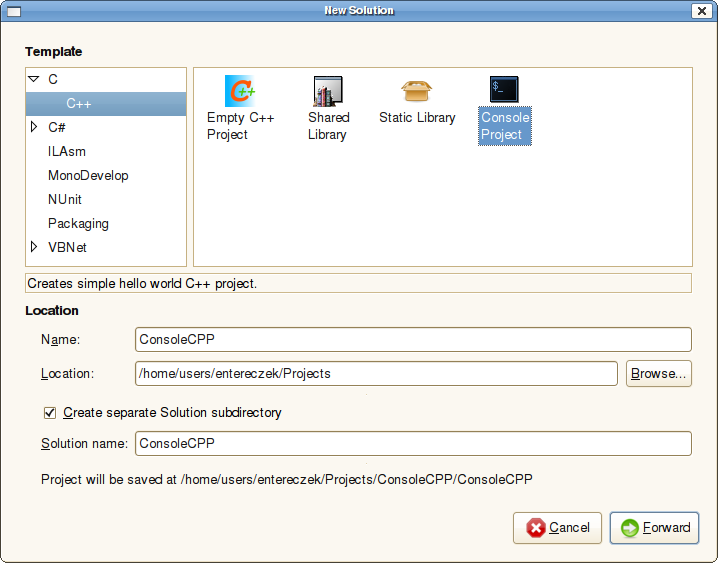 New Solution
Template
C
C++
C#
ILAsm
MonoDevelop
NUnit
Packaging
VBNet
Empty C++
Project
Shared
Library
Static Library
$_
Console
Project
Creates simple hello world C++ project.
Location
Name: ConsoleCPP
Location: /home/users/entereczek/Projects Browse...
Create separate Solution subdirectory
Solution name: ConsoleCPP
Project will be saved at /home/users/entereczek/Projects/ConsoleCPP/ConsoleCPP
Cancel Forward